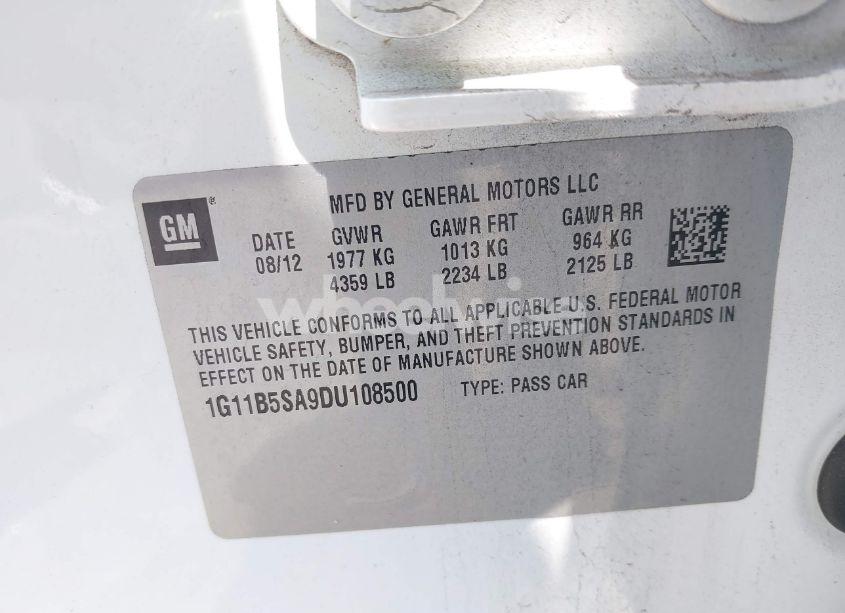 MFD BY GENERAL MOTORS LLC
GM®
DATE GVWR GAWR FRT GAWR RR
08/12 1977 KG 1013 KG 964 KG
4359 LB 2234 LB 2125 LB
THIS VEHICLE CONFORMS TO ALL APPLICABLE U.S. FEDERAL MOTOR
VEHICLE SAFETY, BUMPER, AND THEFT PREVENTION STANDARDS IN
EFFECT ON THE DATE OF MANUFACTURE SHOWN ABOVE.
1G11B5SA9DU108500 TYPE: PASS CAR